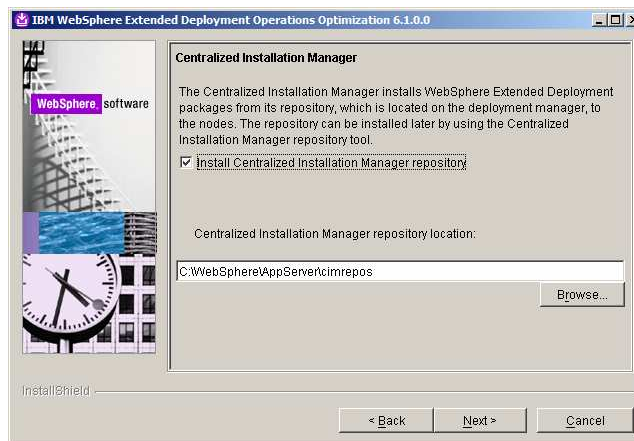 IBM WebSphere Extended Deployment Operations Optimization 6.1.0.0
WebSphere. software
Centralized Installation Manager
The Centralized Installation Manager installs WebSphere Extended Deployment
packages from its repository, which is located on the deployment manager, to
the nodes. The repository can be installed later by using the Centralized
Installation Manager repository tool.
Install Centralized Installation Manager repository
Centralized Installation Manager repository location:
C:\WebSphere\AppServer\cimrepos
Browse...
InstallShield
< Back
Next >
Cancel